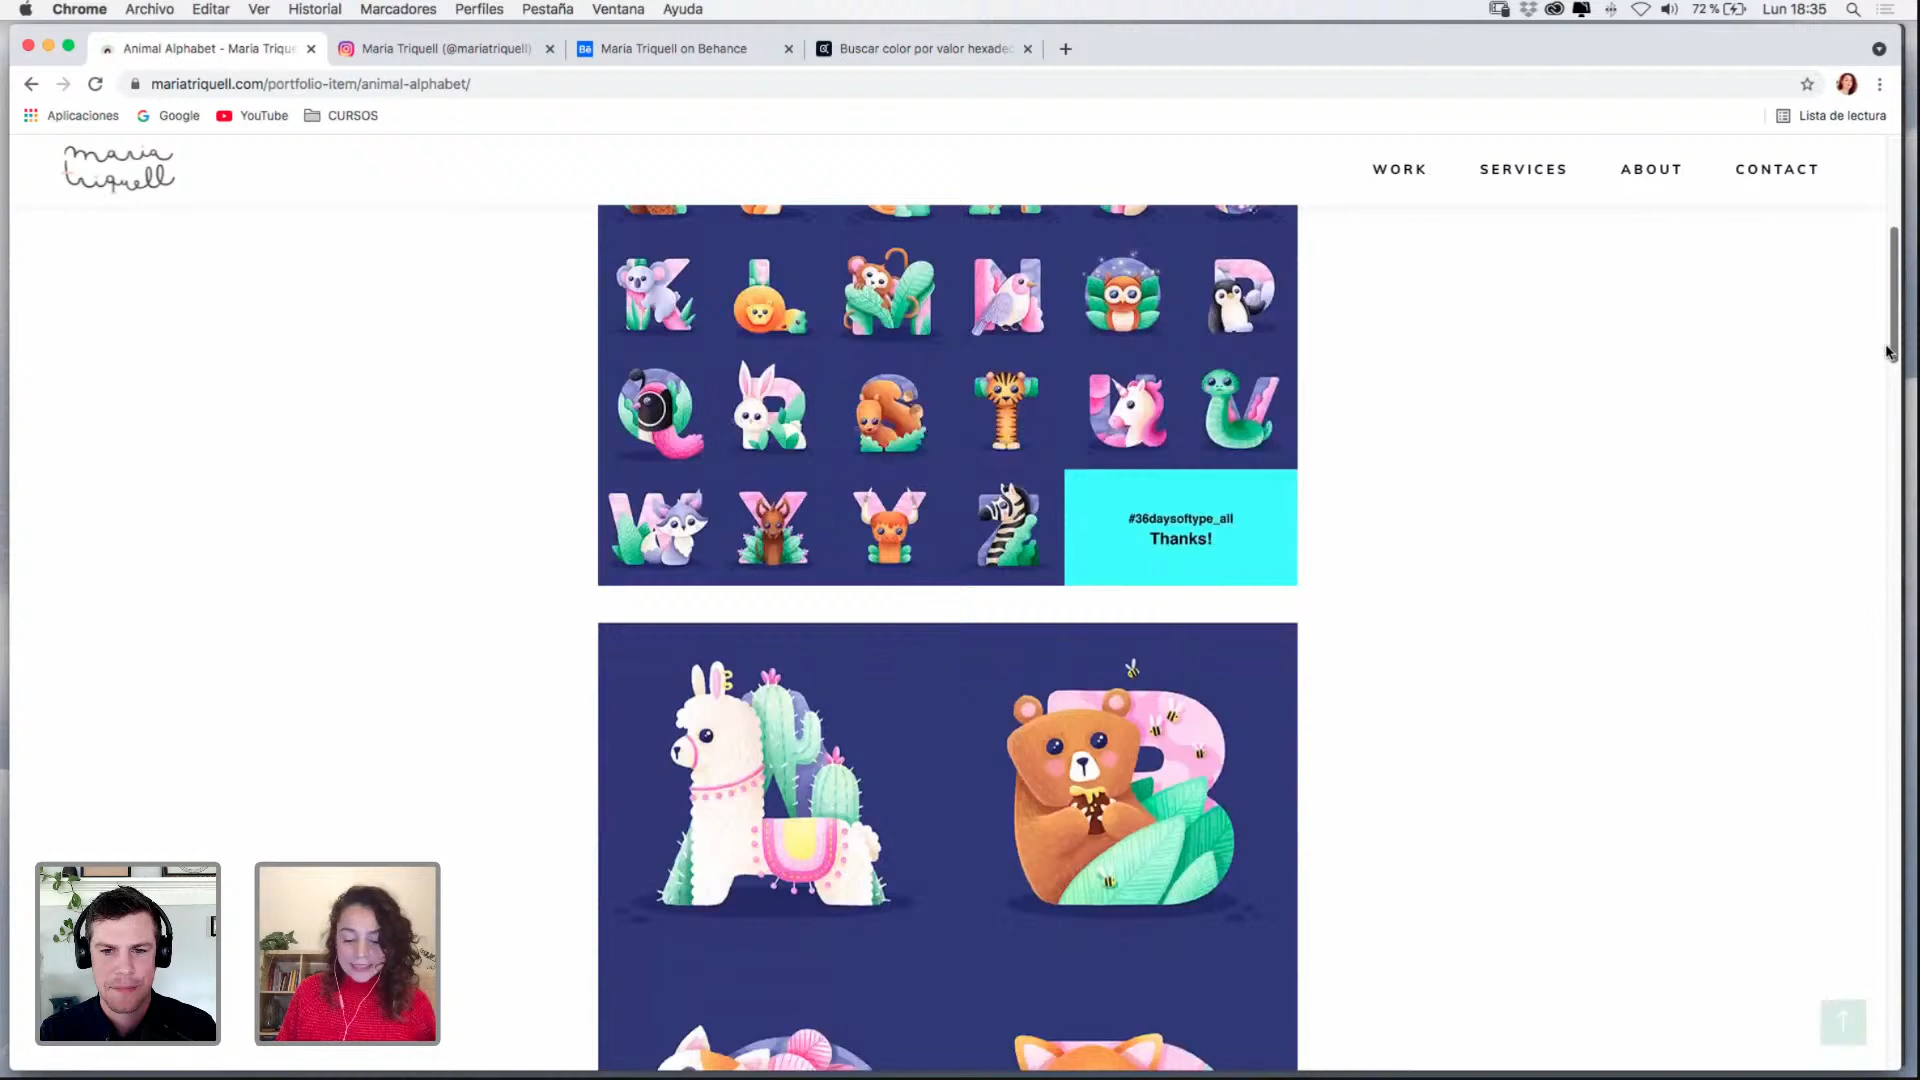 Chrome Archivo Editar Ver Historial Marcadores Perfiles Pestaña Ventana Ayuda 72 % Lun 18:35
Animal Alphabet - Maria Trique Maria Triquell (@mariatriquell) Maria Triquell on Behance Buscar color por valor hexadec
mariatriquell.com/portfolio-item/animal-alphabet/
Aplicaciones Google YouTube CURSOS Lista de lectura
maria
triquell
WORK SERVICES ABOUT CONTACT
K L M N O P
Q R S T U V
W X Y Z
#36daysoftype_all
Thanks!
A B